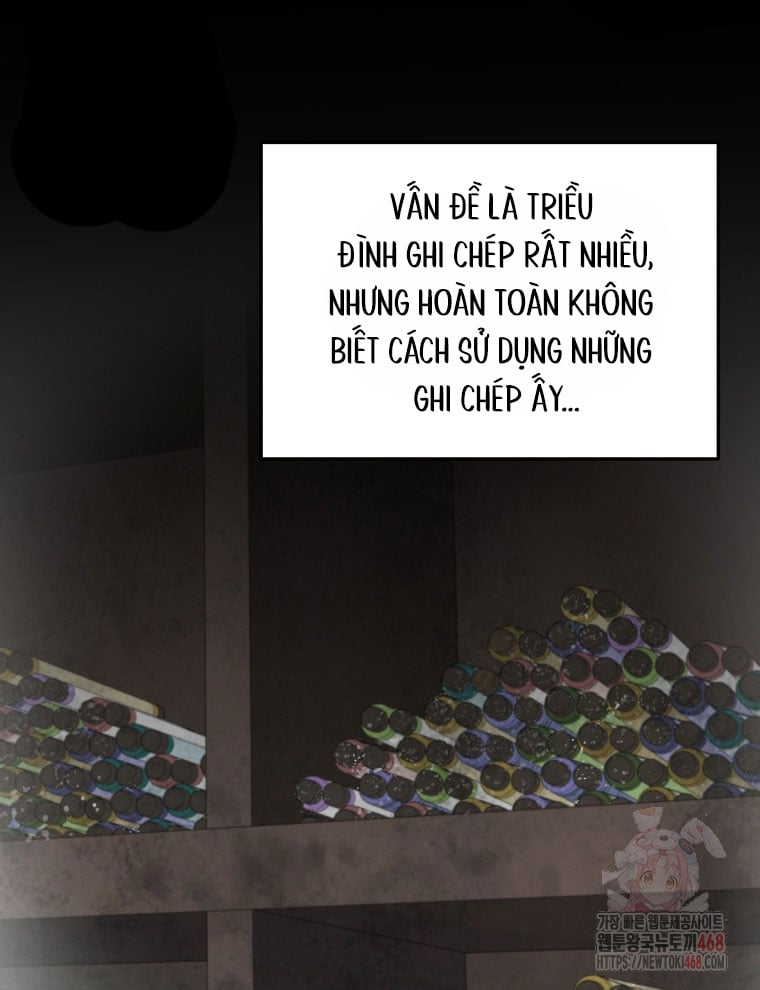 VẤN ĐỀ LÀ TRIỀU
ĐÌNH GHI CHÉP RẤT NHIỀU,
NHƯNG HOÀN TOÀN KHÔNG
BIẾT CÁCH SỬ DỤNG NHỮNG
GHI CHÉP ẤY...
가장 빠른 웹툰제공사이트
웹툰왕국뉴토끼468
HTTPS://NEWTOKI468.COM